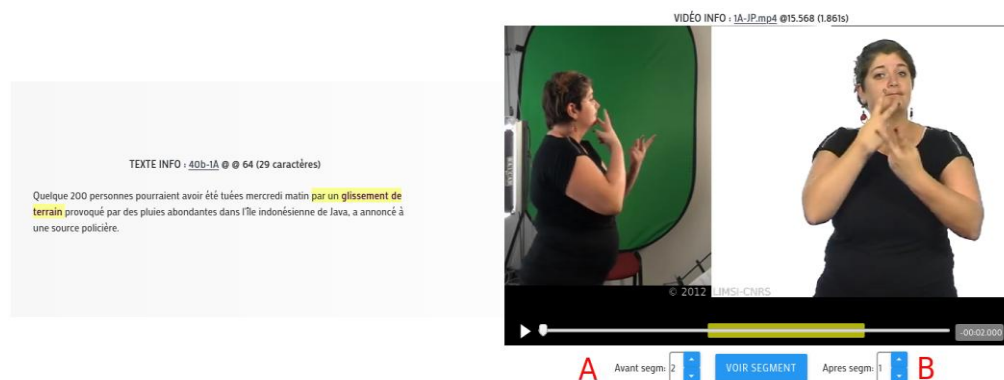 VIDÉO INFO : 1A-JP.mp4 @15.568 (1.861s)
TEXTE INFO : 40b-1A @ @ 64 (29 caractères)
Quelque 200 personnes pourraient avoir été tuées mercredi matin par un glissement de
terrain provoqué par des pluies abondantes dans l'île indonésienne de Java, a annoncé à
une source policière.
© 2012 LIMSI-CNRS
-00:02.000
A Avant segm: 2 VOIR SEGMENT Apres segm: 1 B